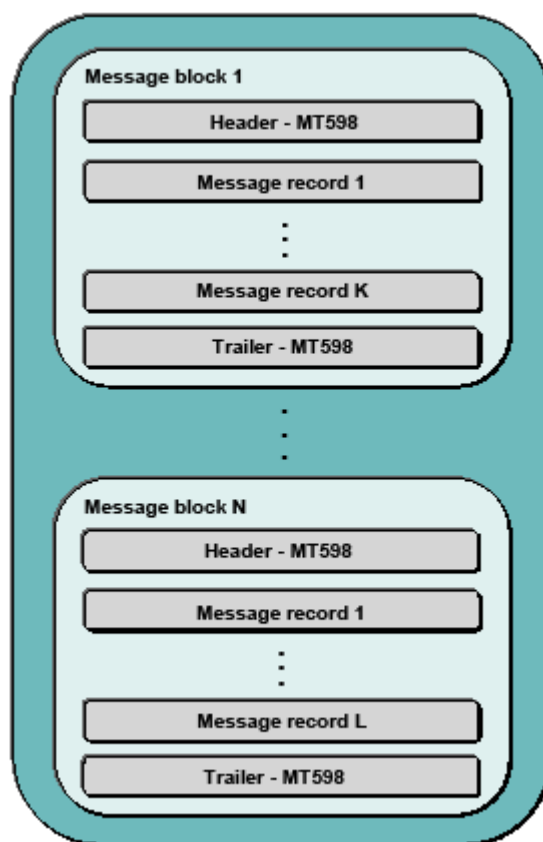 Message block 1
Header - MT598
Message record 1
Message record K
Trailer - MT598
Message block N
Header - MT598
Message record 1
Message record L
Trailer - MT598